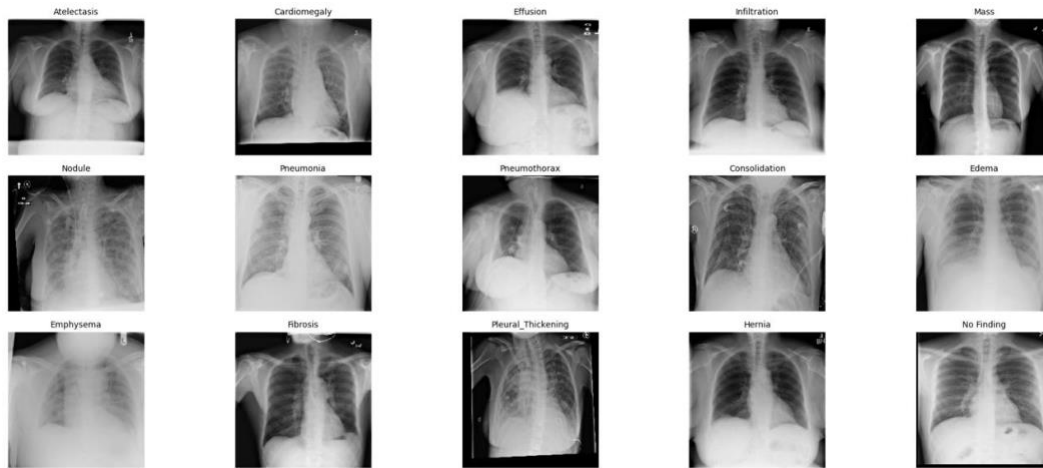 Atelectasis
Cardiomegaly
Effusion
Infiltration
Mass
Nodule
Pneumonia
Pneumothorax
Consolidation
Edema
Emphysema
Fibrosis
Pleural_Thickening
Hernia
No Finding